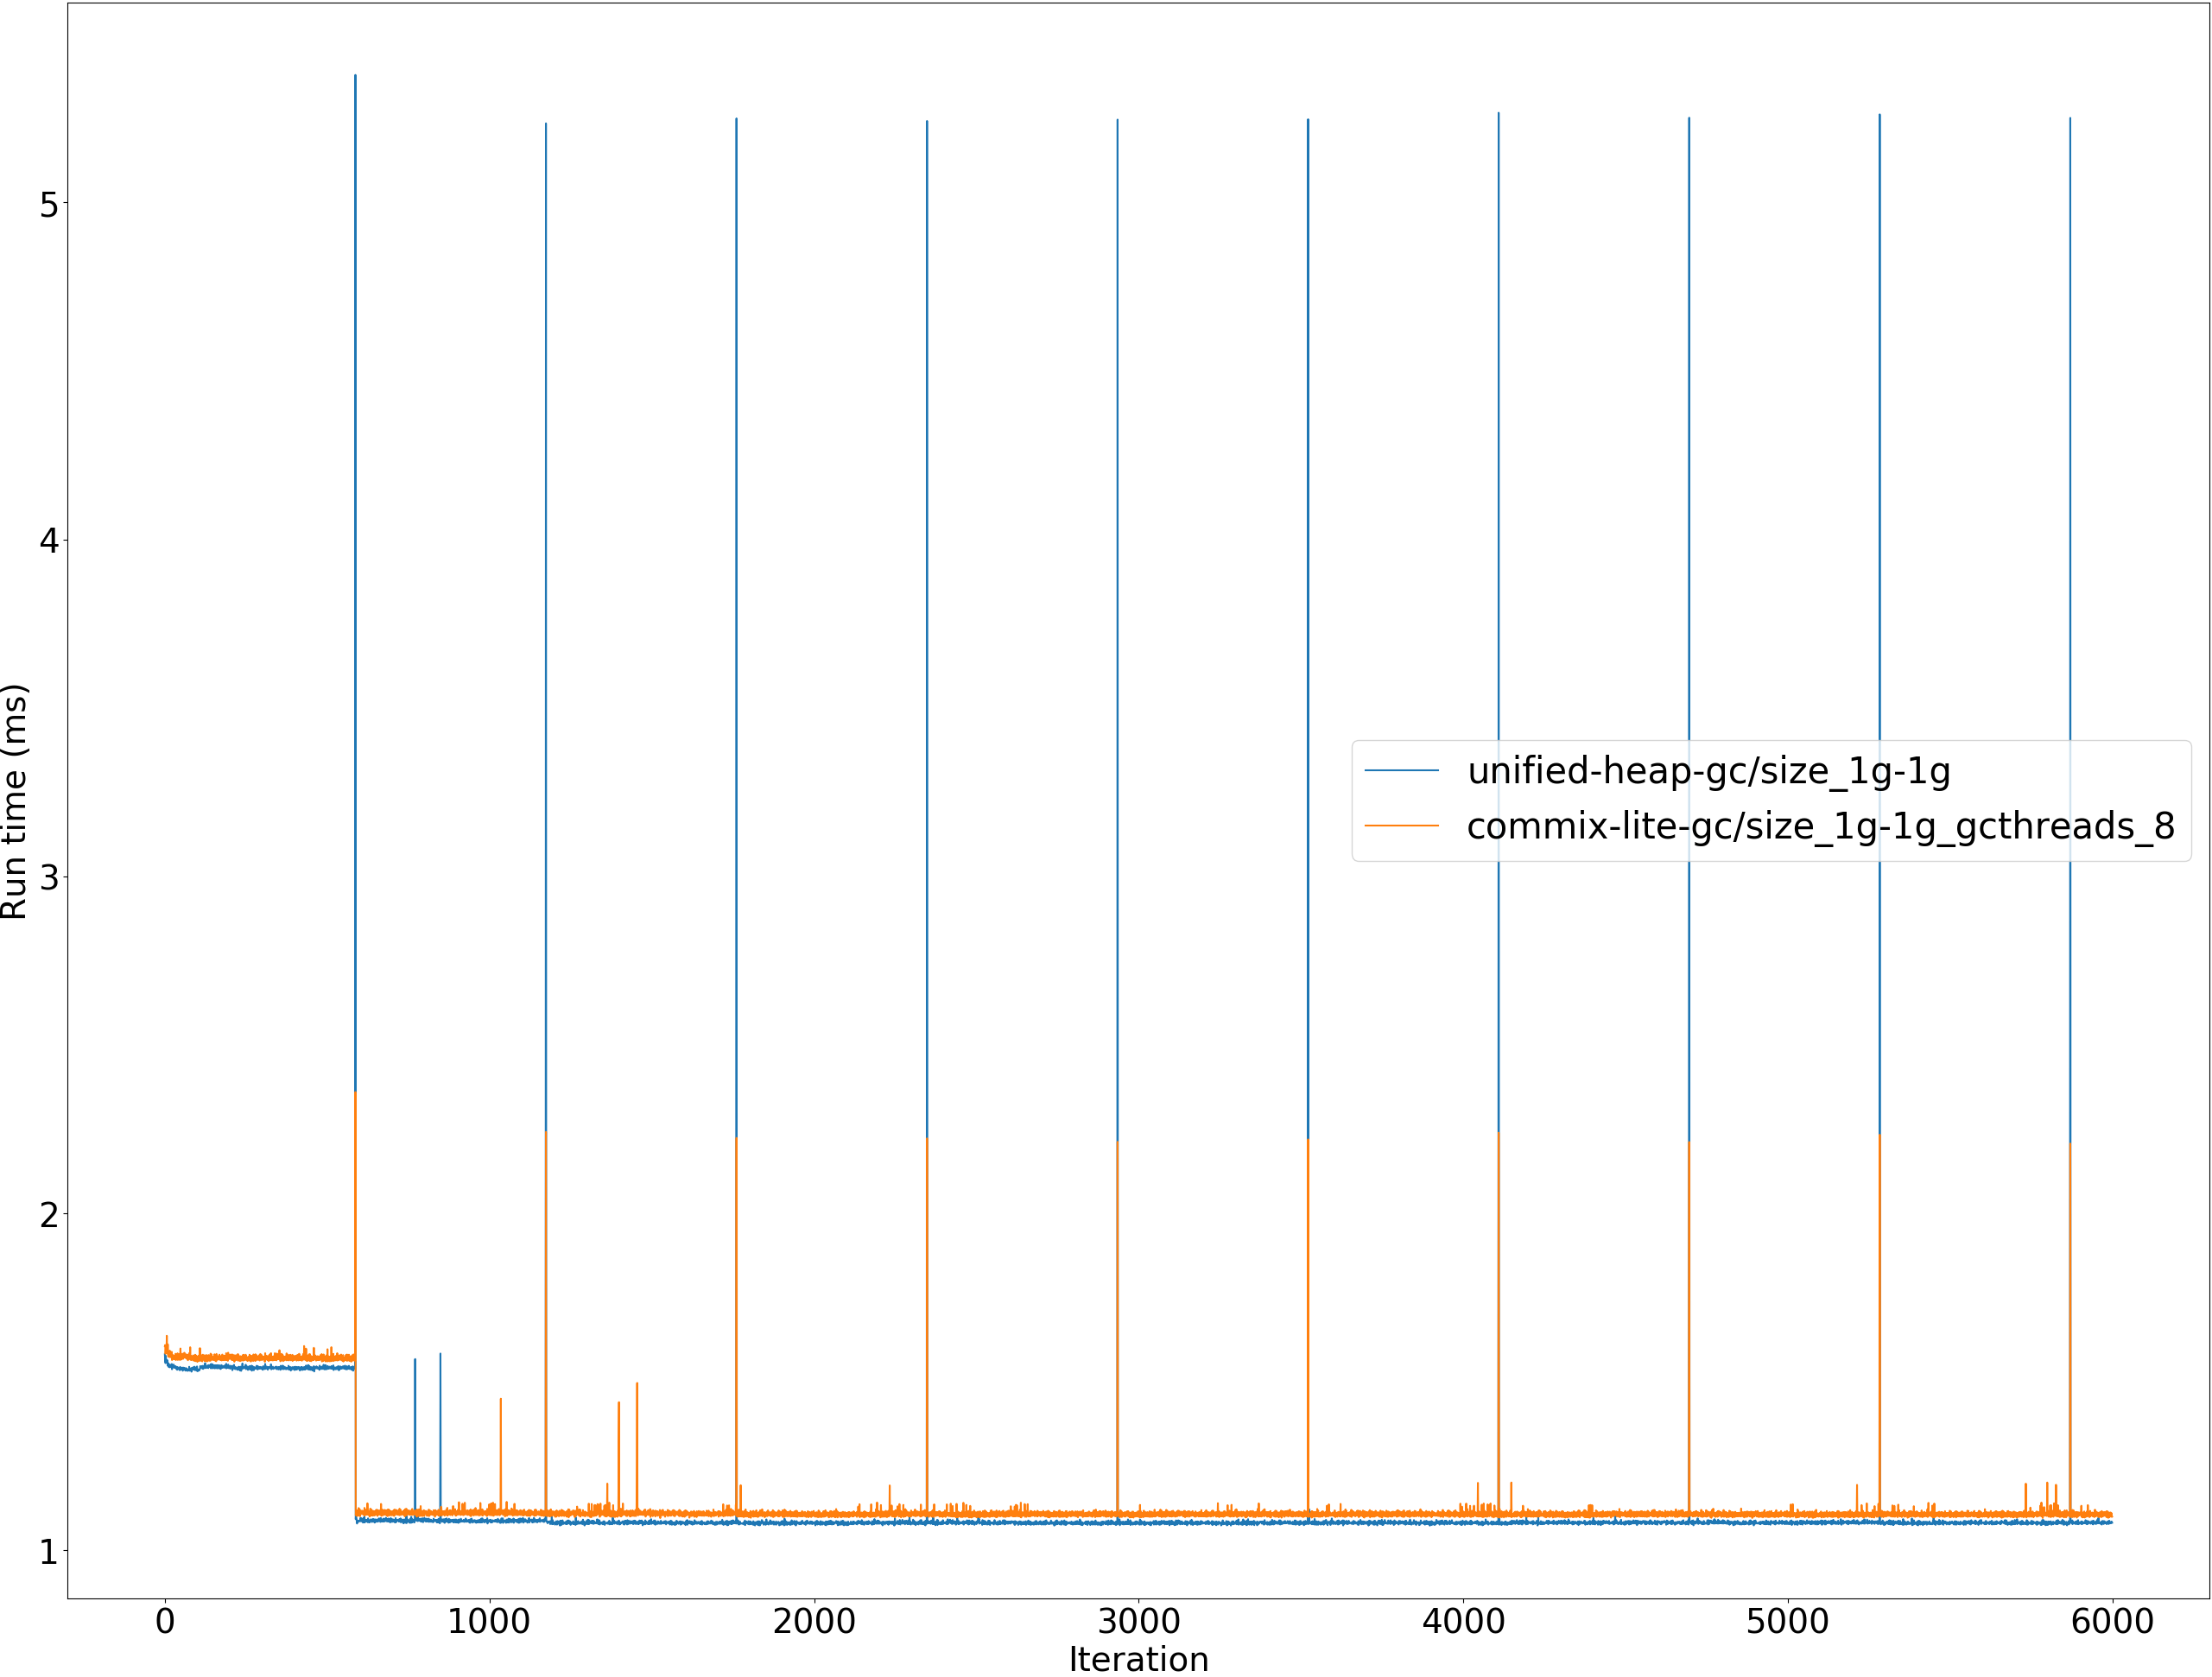 5
4
3
2
1
Run time (ms)
unified-heap-gc/size_1g-1g
commix-lite-gc/size_1g-1g_gcthreads_8
0 1000 2000 3000 4000 5000 6000
Iteration